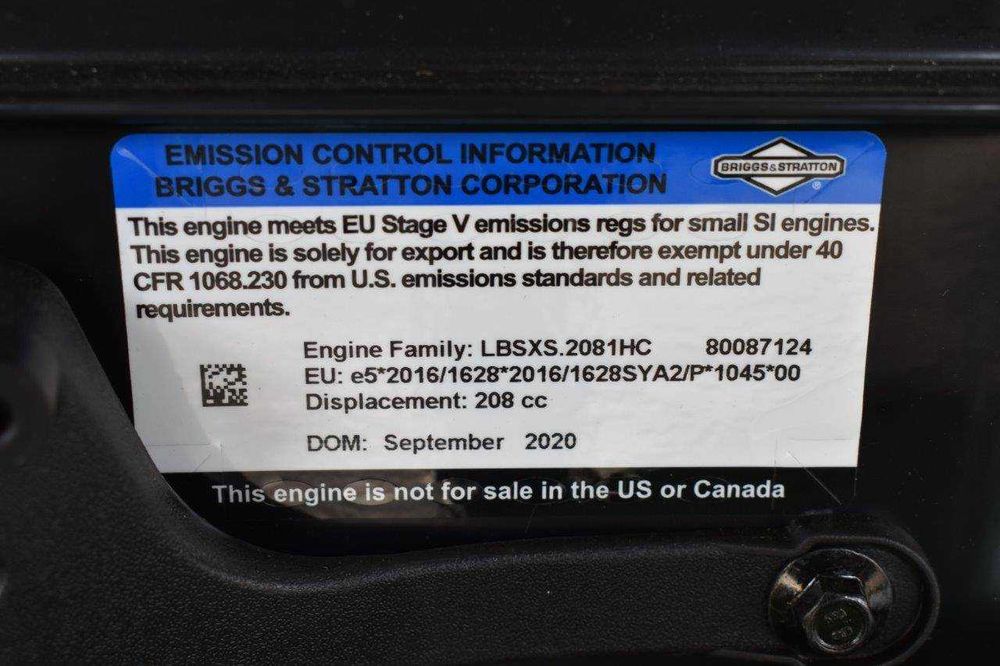 EMISSION CONTROL INFORMATION
BRIGGS & STRATTON CORPORATION
BRIGGS&STRATTON
®
This engine meets EU Stage V emissions regs for small SI engines.
This engine is solely for export and is therefore exempt under 40
CFR 1068.230 from U.S. emissions standards and related
requirements.
Engine Family: LBSXS.2081HC 80087124
EU: e5*2016/1628*2016/1628SYA2/P*1045*00
Displacement: 208 cc
DOM: September 2020
This engine is not for sale in the US or Canada